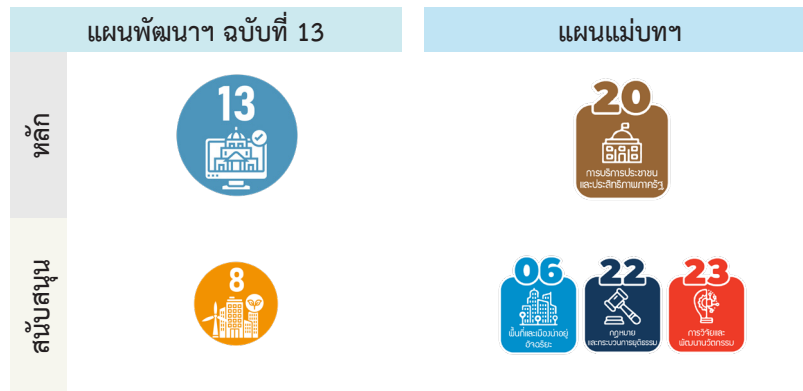 แผนพัฒนาฯ ฉบับที่ 13
แผนแม่บทฯ
หลัก
13
20
การบริการประชาชน
และประสิทธิภาพภาครัฐ
สนับสนุน
8
06
พื้นที่และเมืองน่าอยู่
อัจฉริยะ
22
กฎหมาย
และกระบวนการยุติธรรม
23
การวิจัยและ
พัฒนานวัตกรรม